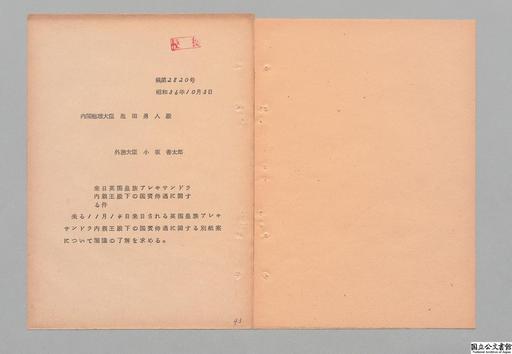 儀第2820号
昭和36年10月3日
内閣総理大臣 池田勇人殿
外務大臣 小坂善太郎
来日英国皇族アレキサンドラ
内親王殿下の国賓待遇に関す
る件
来る11月14日来日される英国皇族アレキ
サンドラ内親王殿下の国賓待遇に関する別紙案
について閣議の了解を求める。
43
国立公文書館
National Archives of Japan